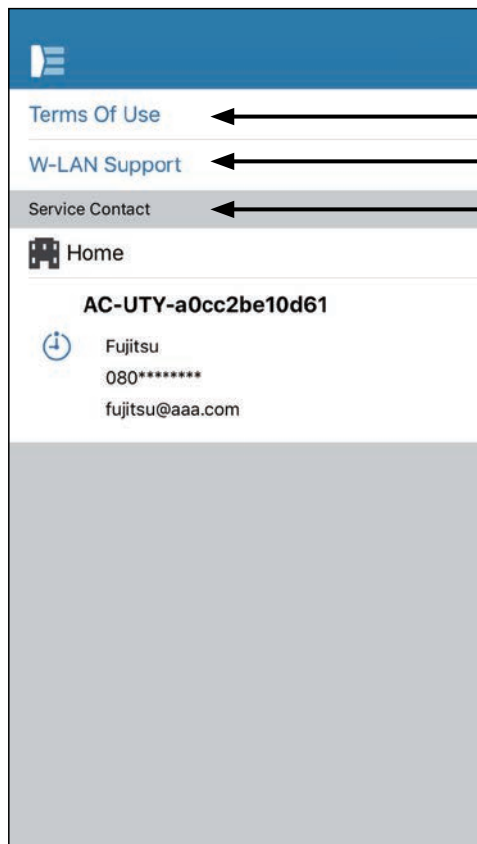 Terms Of Use
W-LAN Support
Service Contact
Home
AC-UTY-a0cc2be10d61
Fujitsu
080********
fujitsu@aaa.com